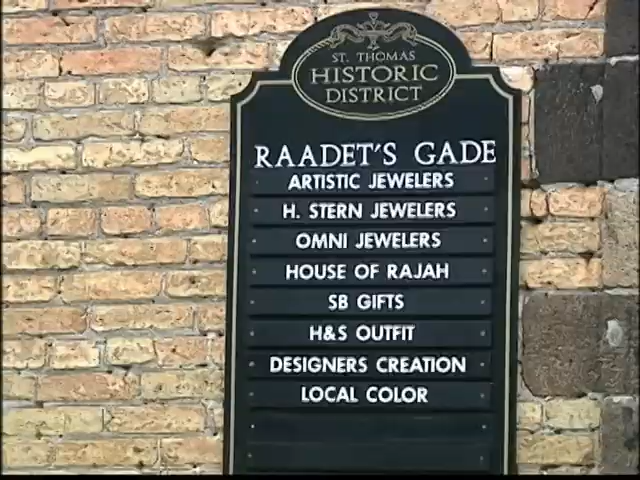 ST. THOMAS
HISTORIC
DISTRICT
RAADET'S GADE
ARTISTIC JEWELERS
H. STERN JEWELERS
OMNI JEWELERS
HOUSE OF RAJAH
SB GIFTS
H&S OUTFIT
DESIGNERS CREATION
LOCAL COLOR